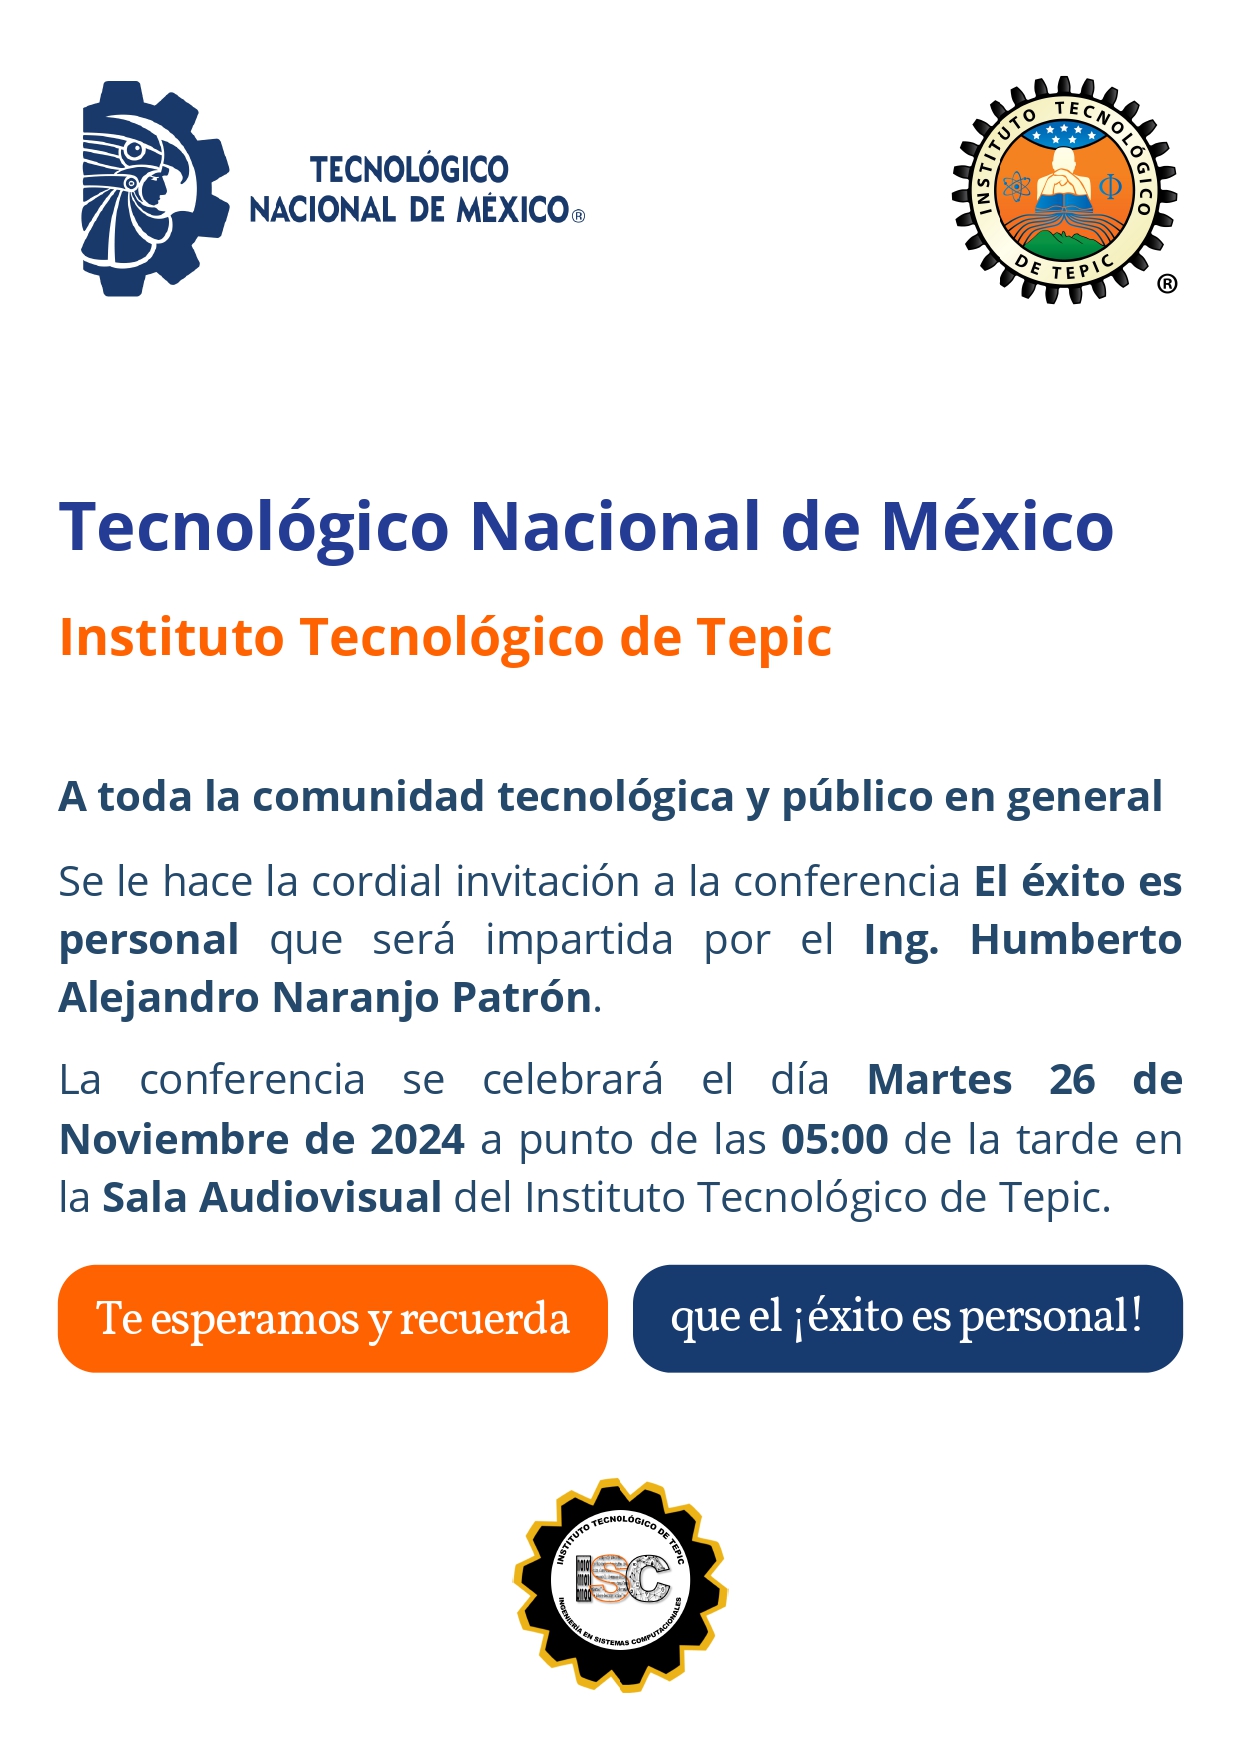 TECNOLÓGICO
NACIONAL DE MÉXICO®
INSTITUTO TECNOLÓGICO
DE TEPIC
®
Φ
Tecnológico Nacional de México
Instituto Tecnológico de Tepic
A toda la comunidad tecnológica y público en general
Se le hace la cordial invitación a la conferencia El éxito es
personal que será impartida por el Ing. Humberto
Alejandro Naranjo Patrón.
La conferencia se celebrará el día Martes 26 de
Noviembre de 2024 a punto de las 05:00 de la tarde en
la Sala Audiovisual del Instituto Tecnológico de Tepic.
Te esperamos y recuerda
que el ¡éxito es personal!
INSTITUTO TECNOLÓGICO DE TEPIC
ISC
INGENIERÍA EN SISTEMAS COMPUTACIONALES